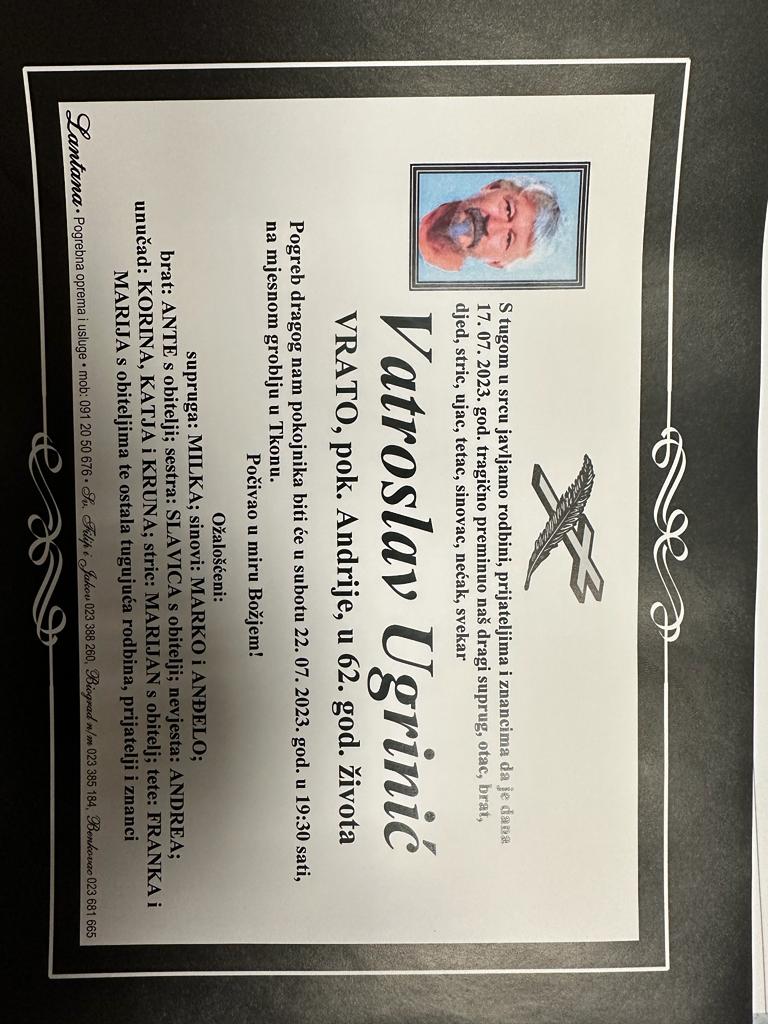 S tugom u srcu javljamo rodbini, prijateljima i znancima da je dana
17. 07. 2023. god. tragično preminuo naš dragi suprug, otac, brat,
djed, stric, ujac, tetac, sinovac, nećak, svekar
Vatroslav Ugrinić
VRATO, pok. Andrije, u 62. god. života
Pogreb dragog nam pokojnika biti će u subotu 22. 07. 2023. god. u 19:30 sati,
na mjesnom groblju u Tkonu.
Počivao u miru Božjem!
Ožalošćeni:
supruga: MILKA; sinovi: MARKO i ANĐELO;
brat: ANTE s obitelji; sestra: SLAVICA s obitelji; nevjesta: ANDREA;
unučad: KORINA, KATJA i KRUNA; stric: MARIJAN s obitelj; tete: FRANKA i
MARIJA s obiteljima te ostala tugujuća rodbina, prijatelji i znanci
Lantana • Pogrebna oprema i usluge • mob: 091 20 50 676 • Sv. Filip i Jakov 023 388 260, Biograd n/m 023 385 184, Benkovac 023 681 665